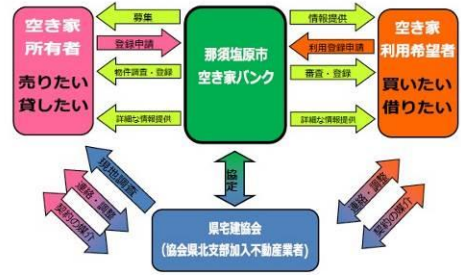 空き家
所有者
売りたい
貸したい
募集
登録申請
物件調査・登録
詳細な情報提供
那須塩原市
空き家バンク
情報提供
利用登録申請
審査・登録
詳細な情報提供
空き家
利用希望者
買いたい
借りたい
協定
現地調査
連絡・調整
契約の媒介
連絡・調整
契約の媒介
県宅建協会
（協会県北支部加入不動産業者)